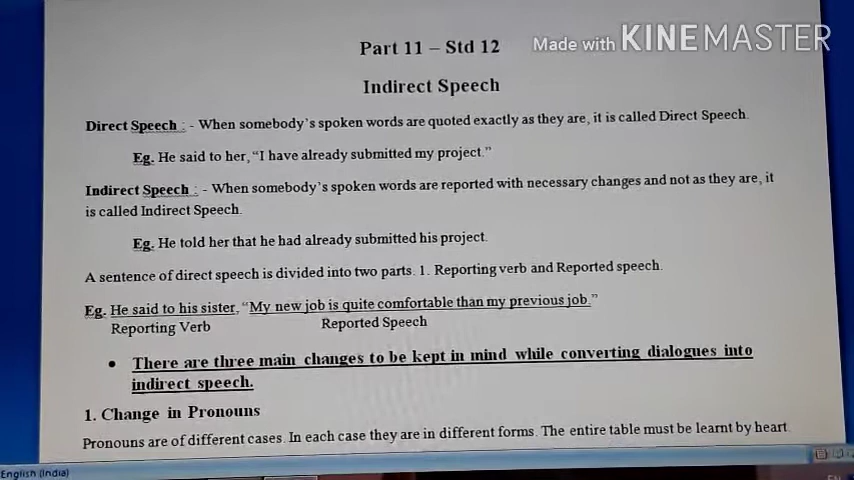 Part 11 – Std 12
Made with KINEMASTER
Indirect Speech
Direct Speech : - When somebody's spoken words are quoted exactly as they are, it is called Direct Speech.
Eg. He said to her, "I have already submitted my project."
Indirect Speech : - When somebody's spoken words are reported with necessary changes and not as they are, it
is called Indirect Speech.
Eg. He told her that he had already submitted his project.
A sentence of direct speech is divided into two parts. 1. Reporting verb and Reported speech.
Eg. He said to his sister, "My new job is quite comfortable than my previous job."
Reporting Verb Reported Speech
• There are three main changes to be kept in mind while converting dialogues into
indirect speech.
1. Change in Pronouns
Pronouns are of different cases. In each case they are in different forms. The entire table must be learnt by heart
English (India)